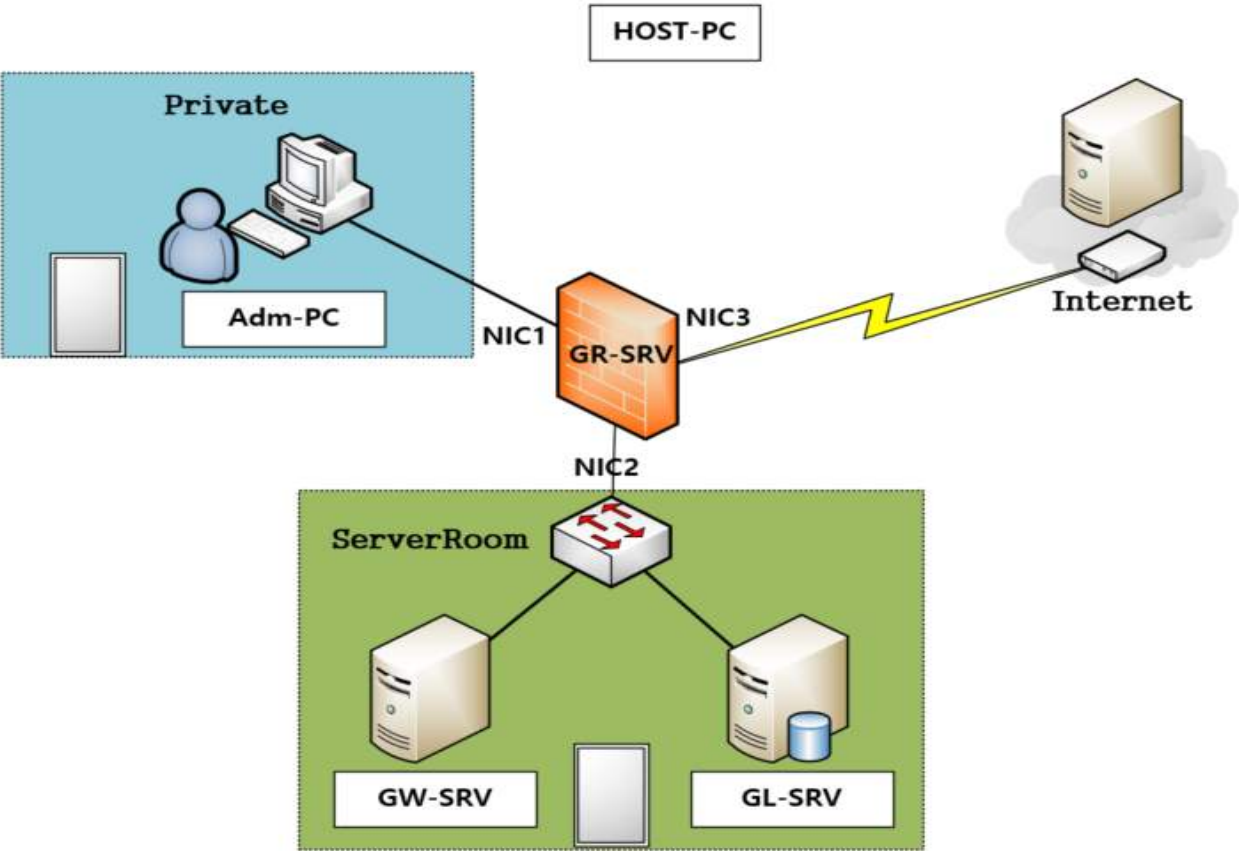 HOST-PC
Private
Adm-PC
NIC1
GR-SRV
NIC3
Internet
NIC2
ServerRoom
GW-SRV
GL-SRV